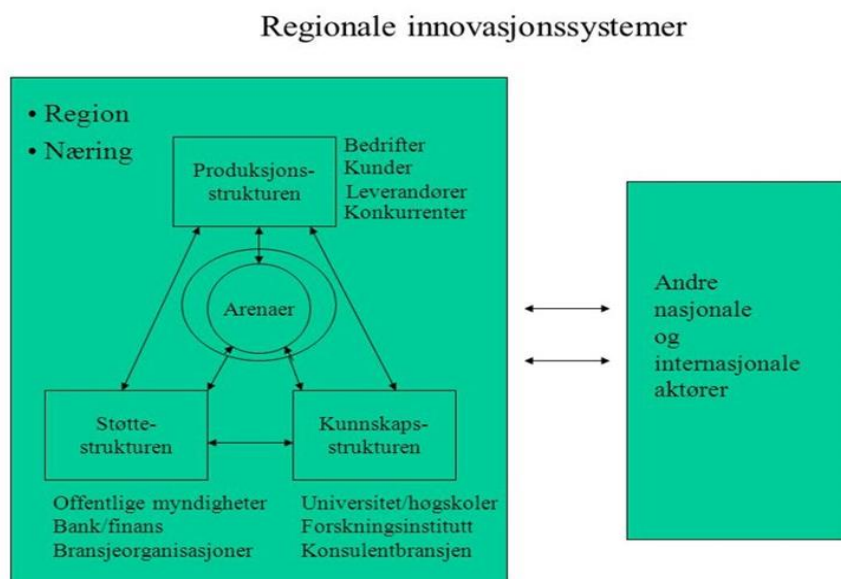 Regionale innovasjonssystemer
• Region
• Næring
Produksjons-
strukturen
Bedrifter
Kunder
Leverandører
Konkurrenter
Arenaer
Støtte-
strukturen
Kunnskaps-
strukturen
Offentlige myndigheter
Bank/finans
Bransjeorganisasjoner
Universitet/høgskoler
Forskningsinstitutt
Konsulentbransjen
Andre
nasjonale
og
internasjonale
aktører